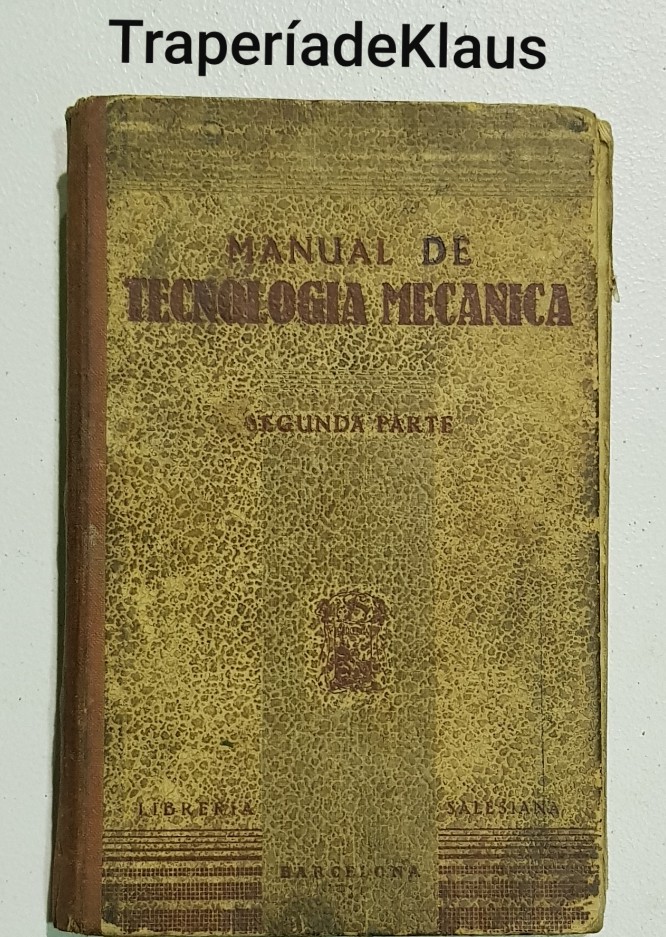 TraperíadeKlaus
MANUAL DE
TECNOLOGIA MECANICA
SEGUNDA PARTE
LIBRERIA SALESIANA
BARCELONA